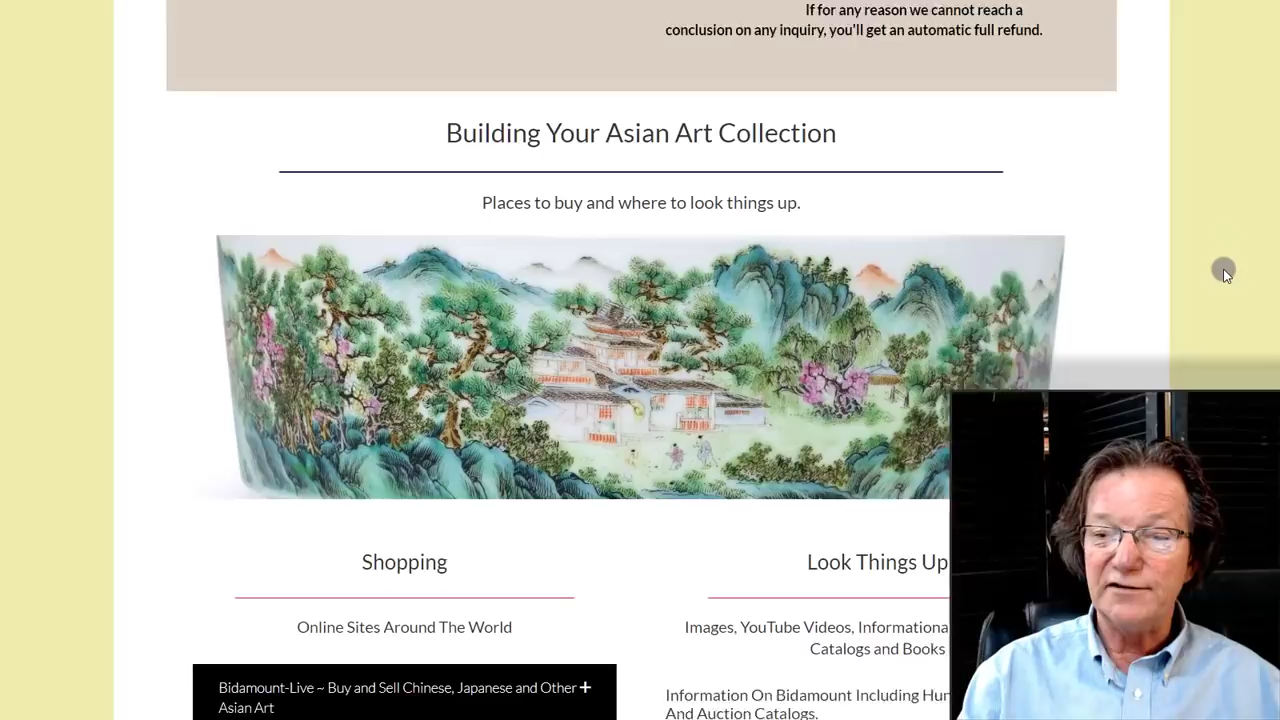 If for any reason we cannot reach a
conclusion on any inquiry, you'll get an automatic full refund.
Building Your Asian Art Collection
Places to buy and where to look things up.
Shopping
Online Sites Around The World
Bidamount-Live ~ Buy and Sell Chinese, Japanese and Other
Asian Art
Look Things Up
Images, YouTube Videos, Informationa
Catalogs and Books
Information On Bidamount Including Hun
And Auction Catalogs.